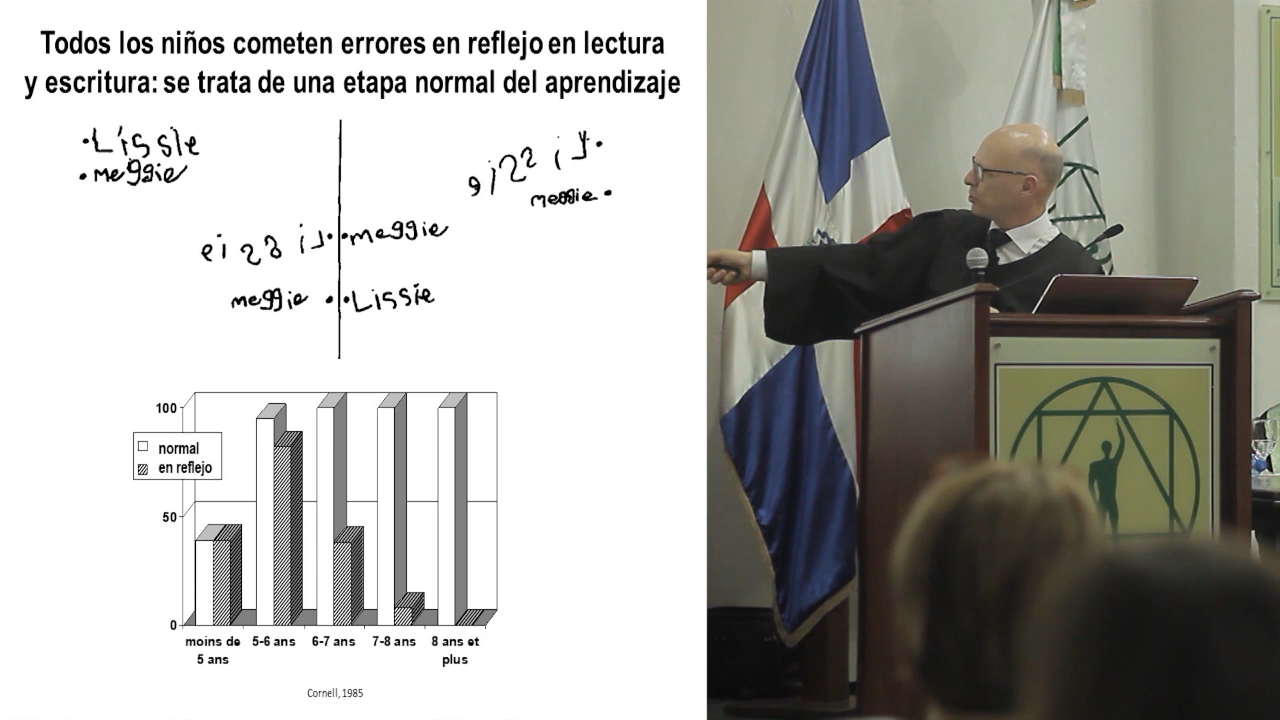 Todos los niños cometen errores en reflejo en lectura
y escritura: se trata de una etapa normal del aprendizaje
Lissie
meggie
meggie
meggie
meggie Lissie
100
normal
en reflejo
50
0
moins de 5 ans
5-6 ans
6-7 ans
7-8 ans
8 ans et plus
Cornell, 1985